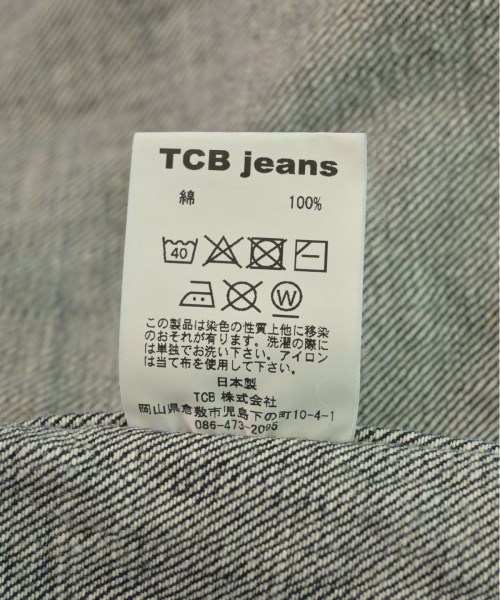 TCB jeans
綿 100%
40
W
この製品は染色の性質上他に移染
のおそれが有ります。洗濯の際に
は単独でお洗い下さい。アイロン
は当て布を使用して下さい。
日本製
TCB 株式会社
岡山県倉敷市児島下の町10-4-1
086-473-2095